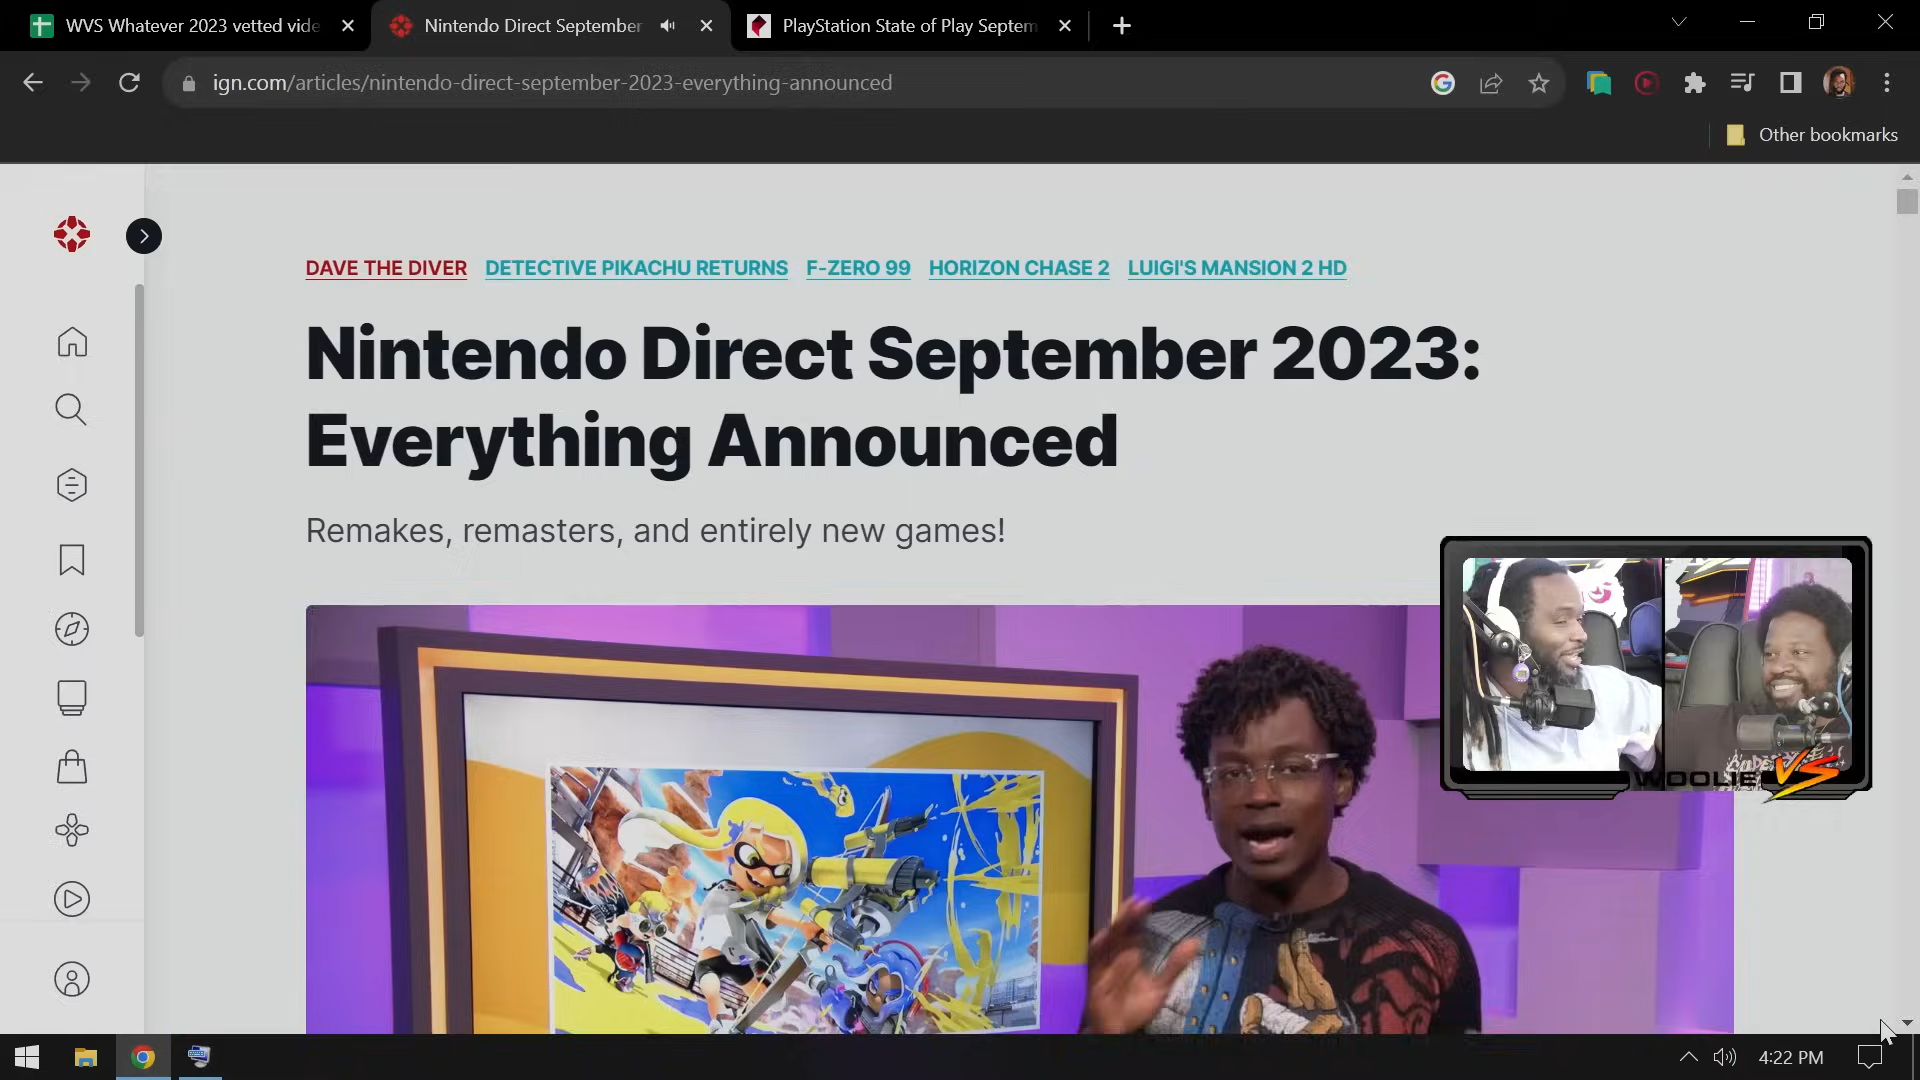 WVS Whatever 2023 vetted vide
Nintendo Direct September
PlayStation State of Play Septem
ign.com/articles/nintendo-direct-september-2023-everything-announced
Other bookmarks
DAVE THE DIVER DETECTIVE PIKACHU RETURNS F-ZERO 99 HORIZON CHASE 2 LUIGI'S MANSION 2 HD
Nintendo Direct September 2023:
Everything Announced
Remakes, remasters, and entirely new games!
WOOLIE VS
4:22 PM